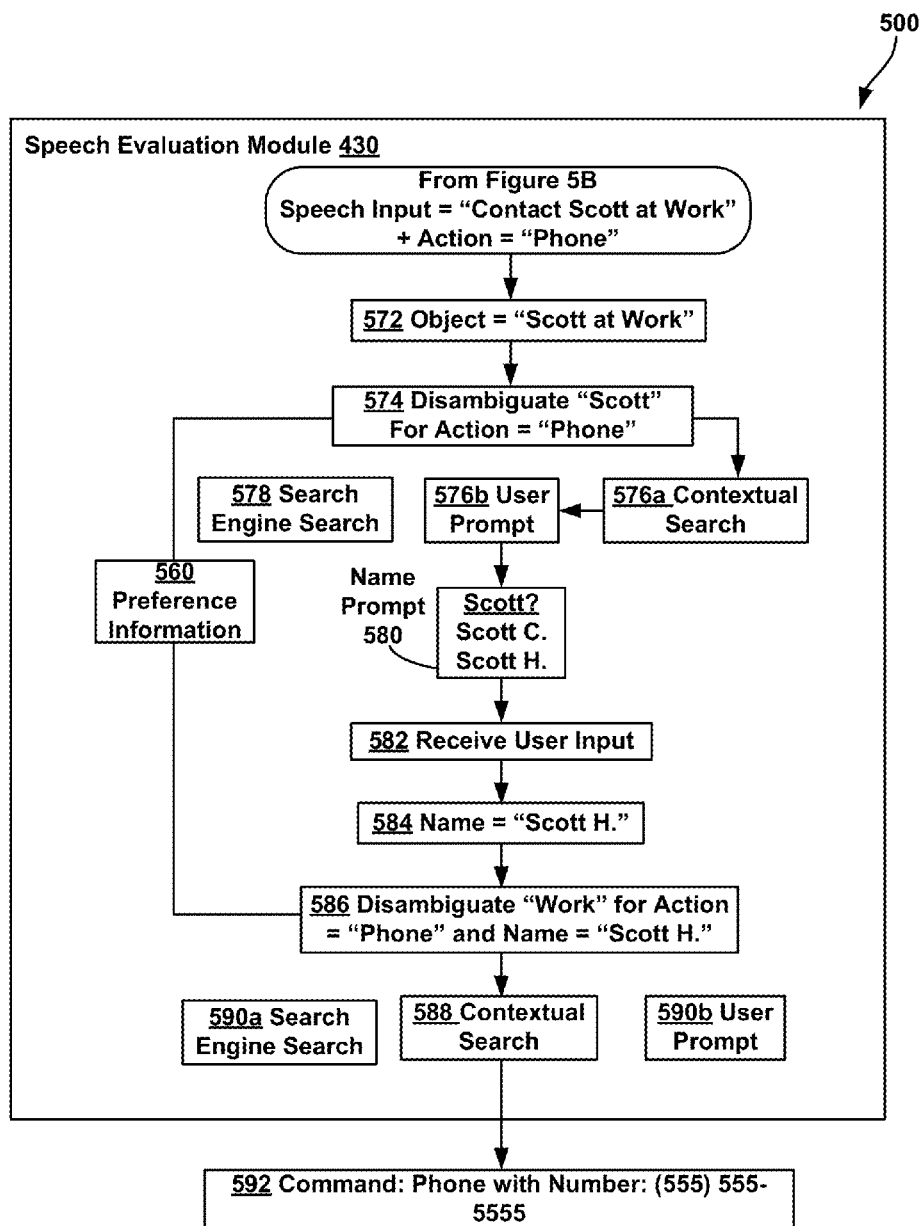 500
Speech Evaluation Module 430
From Figure 5B
Speech Input = “Contact Scott at Work”
+ Action = “Phone”
572 Object = “Scott at Work”
574 Disambiguate “Scott”
For Action = “Phone”
578 Search
Engine Search
576b User
Prompt
576a Contextual
Search
560
Preference
Information
Name
Prompt
580
Scott?
Scott C.
Scott H.
582 Receive User Input
584 Name = “Scott H.”
586 Disambiguate “Work” for Action
= “Phone” and Name = “Scott H.”
590a Search
Engine Search
588 Contextual
Search
590b User
Prompt
592 Command: Phone with Number: (555) 555-
5555